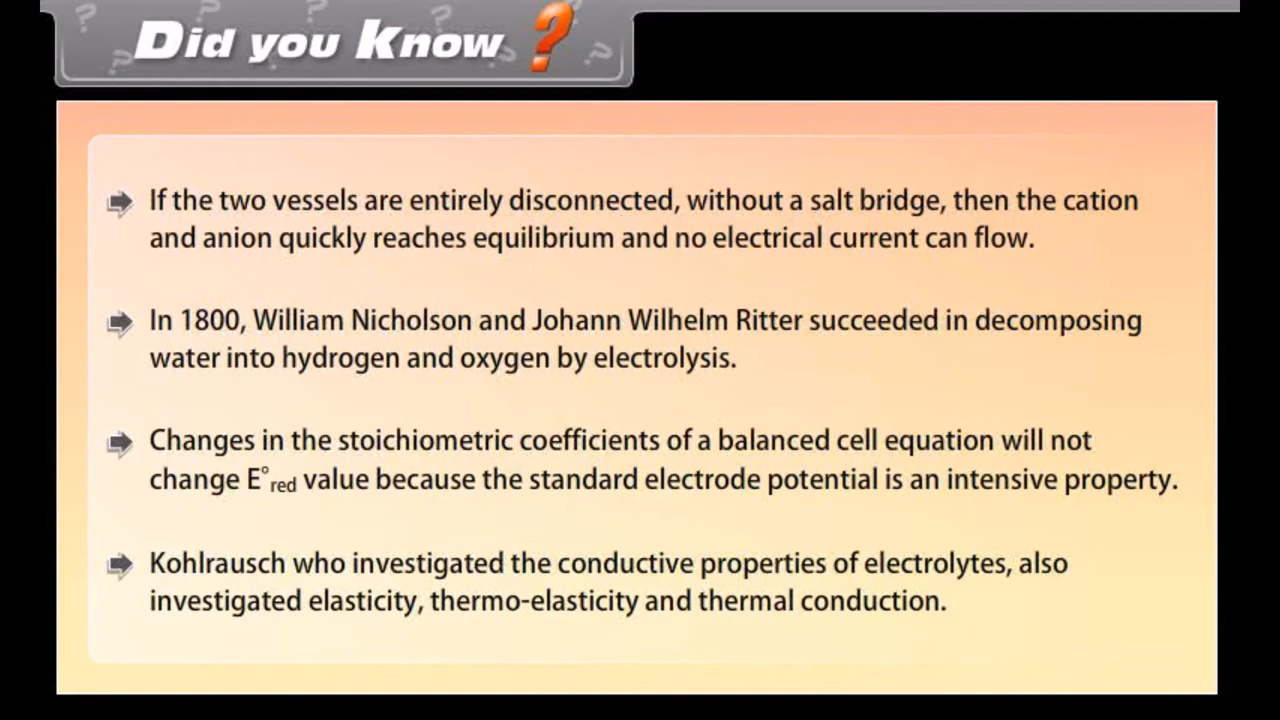 Did you Know ?
If the two vessels are entirely disconnected, without a salt bridge, then the cation
and anion quickly reaches equilibrium and no electrical current can flow.
In 1800, William Nicholson and Johann Wilhelm Ritter succeeded in decomposing
water into hydrogen and oxygen by electrolysis.
Changes in the stoichiometric coefficients of a balanced cell equation will not
change E°red value because the standard electrode potential is an intensive property.
Kohlrausch who investigated the conductive properties of electrolytes, also
investigated elasticity, thermo-elasticity and thermal conduction.